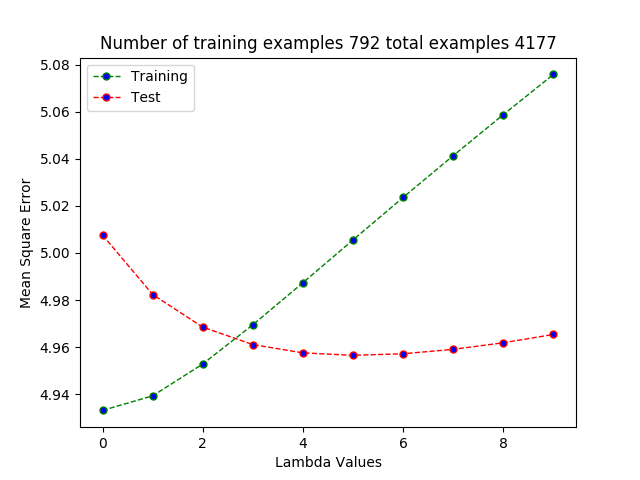 Number of training examples 792 total examples 4177
Training
Test
5.08
5.06
5.04
5.02
5.00
4.98
4.96
4.94
Mean Square Error
0 2 4 6 8
Lambda Values